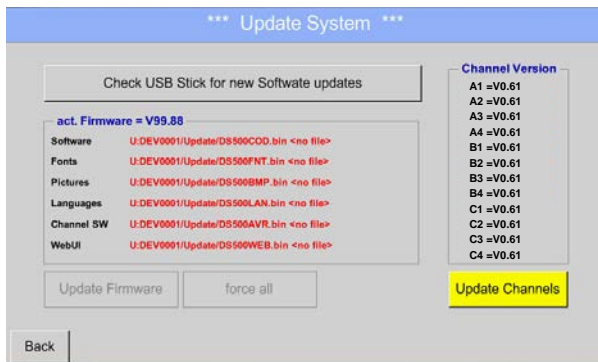 *** Update System ***
Check USB Stick for new Softwate updates
act. Firmware = V99.88
Software U:DEV0001/Update/DS500COD.bin <no file>
Fonts U:DEV0001/Update/DS500FNT.bin <no file>
Pictures U:DEV0001/Update/DS500BMP.bin <no file>
Languages U:DEV0001/Update/DS500LAN.bin <no file>
Channel SW U:DEV0001/Update/DS500AVR.bin <no file>
WebUI U:DEV0001/Update/DS500WEB.bin <no file>
Update Firmware force all
Channel Version
A1 =V0.61
A2 =V0.61
A3 =V0.61
A4 =V0.61
B1 =V0.61
B2 =V0.61
B3 =V0.61
B4 =V0.61
C1 =V0.61
C2 =V0.61
C3 =V0.61
C4 =V0.61
Update Channels
Back